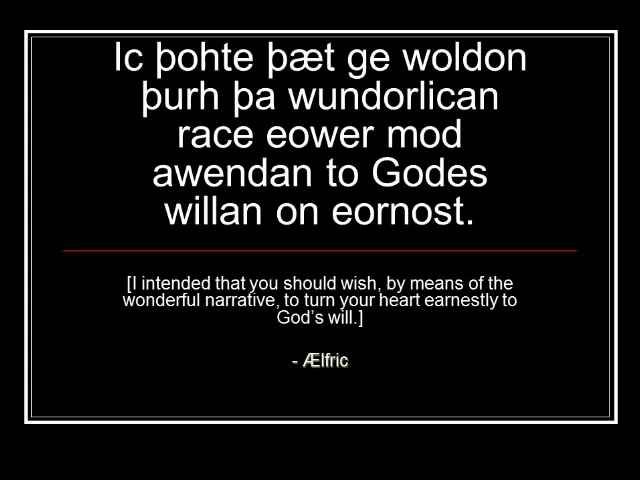 Ic þohte þæt ge woldon
þurh þa wundorlican
race eower mod
awendan to Godes
willan on eornost.
[I intended that you should wish, by means of the
wonderful narrative, to turn your heart earnestly to
God’s will.]
- Ælfric